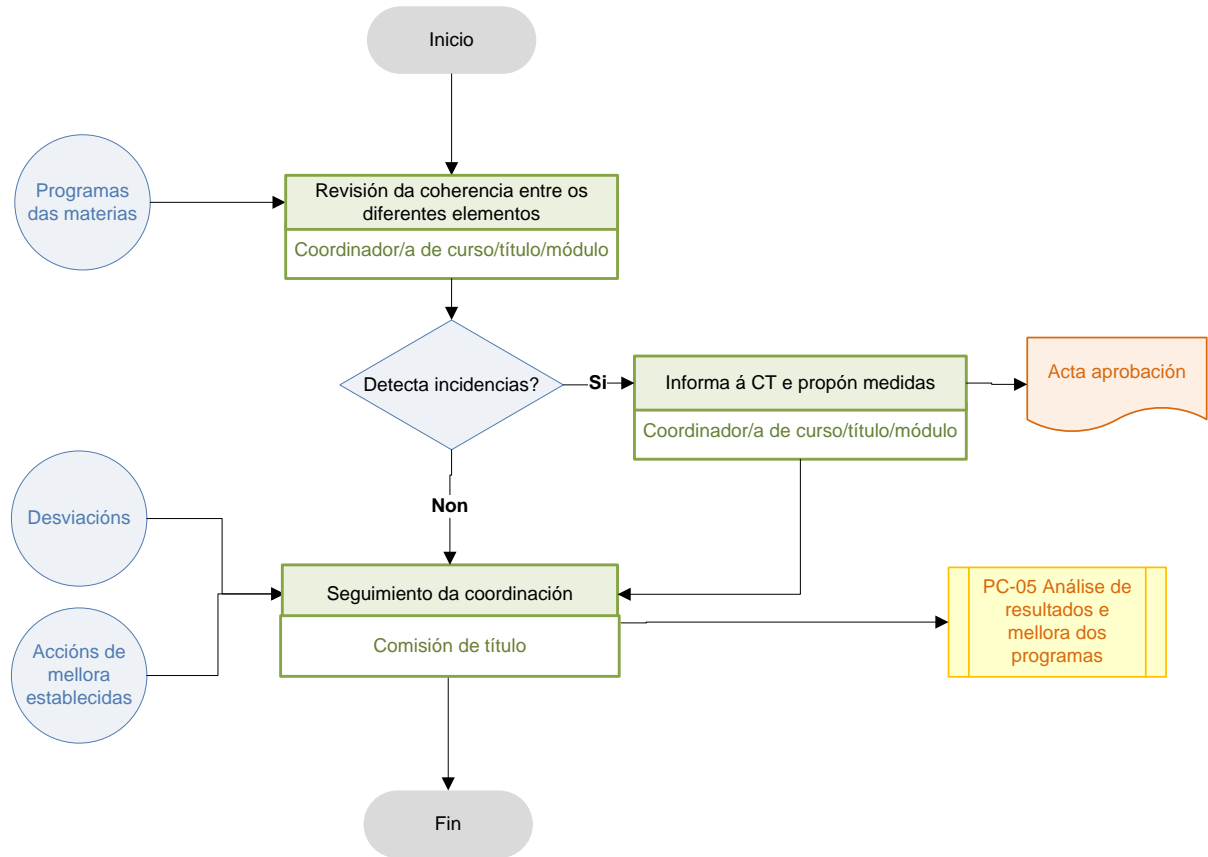 Inicio
Programas
das materias
Revisión da coherencia entre os
diferentes elementos
Coordinador/a de curso/título/módulo
Detecta incidencias?
Si
Informa á CT e propón medidas
Coordinador/a de curso/título/módulo
Acta aprobación
Non
Desviacións
Seguimiento da coordinación
Comisión de título
PC-05 Análise de
resultados e
mellora dos
programas
Accións de
mellora
establecidas
Fin